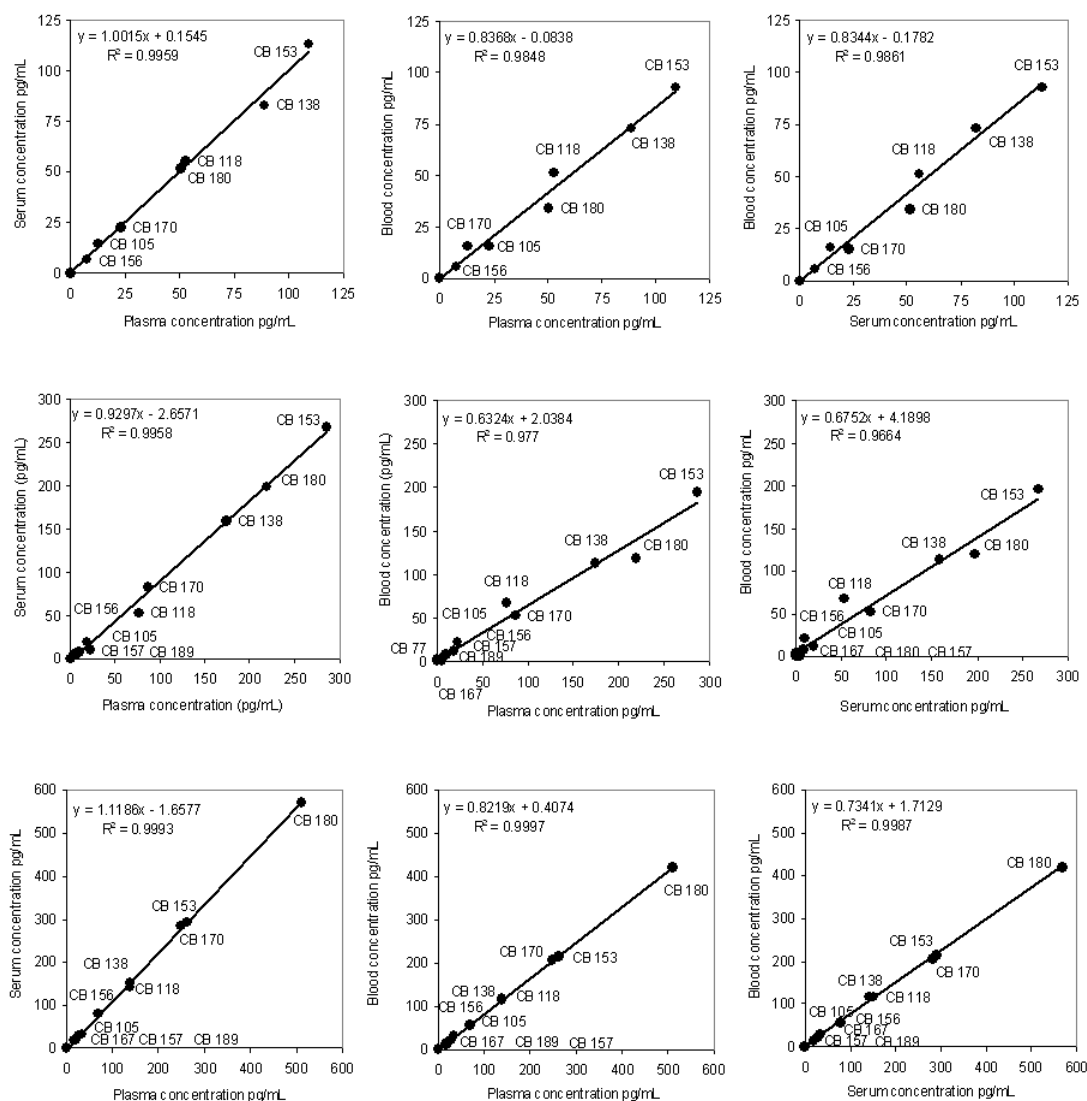 y = 1.0015x + 0.1545
R² = 0.9959
CB 153
CB 138
CB 118
CB 180
CB 170
CB 105
CB 156
125
100
75
50
25
0
0 25 50 75 100 125
Serum concentration pg/mL
Plasma concentration pg/mL
y = 0.8368x - 0.0838
R² = 0.9848
CB 153
CB 138
CB 118
CB 180
CB 170
CB 105
CB 156
125
100
75
50
25
0
0 25 50 75 100 125
Blood concentration pg/mL
Plasma concentration pg/mL
y = 0.8344x - 0.1782
R² = 0.9861
CB 153
CB 138
CB 118
CB 180
CB 105
CB 170
CB 156
125
100
75
50
25
0
0 25 50 75 100 125
Blood concentration pg/mL
Serum concentration pg/mL
y = 0.9297x - 2.6571
R² = 0.9958
CB 153
CB 180
CB 138
CB 170
CB 156
CB 118
CB 105
CB 157 CB 189
300
250
200
150
100
50
0
0 50 100 150 200 250 300
Serum concentration (pg/mL)
Plasma concentration (pg/mL)
y = 0.6324x + 2.0384
R² = 0.977
CB 153
CB 138
CB 180
CB 118
CB 105
CB 170
CB 156
CB 77
CB 157
CB 189
CB 167
300
250
200
150
100
50
0
0 50 100 150 200 250 300
Blood concentration (pg/mL)
Plasma concentration pg/mL
y = 0.6752x + 4.1898
R² = 0.9664
CB 153
CB 138
CB 180
CB 118
CB 170
CB 156
CB 105
CB 167 CB 180 CB 157
300
250
200
150
100
50
0
0 50 100 150 200 250 300
Blood concentration pg/mL
Serum concentration pg/mL
y = 1.1186x - 1.6577
R² = 0.9993
CB 180
CB 153
CB 170
CB 138
CB 118
CB 156
CB 105
CB 167 CB 157 CB 189
600
500
400
300
200
100
0
0 100 200 300 400 500 600
Serum concentration pg/mL
Plasma concentration pg/mL
y = 0.8219x + 0.4074
R² = 0.9997
CB 180
CB 170
CB 153
CB 138
CB 118
CB 156
CB 105
CB 167 CB 189 CB 157
600
500
400
300
200
100
0
0 100 200 300 400 500 600
Blood concentration pg/mL
Plasma concentration pg/mL
y = 0.7341x + 1.7129
R² = 0.9987
CB 180
CB 153
CB 170
CB 138
CB 118
CB 105
CB 156
CB 167
CB 157 CB 189
600
500
400
300
200
100
0
0 100 200 300 400 500 600
Blood concentration pg/mL
Serum concentration pg/mL